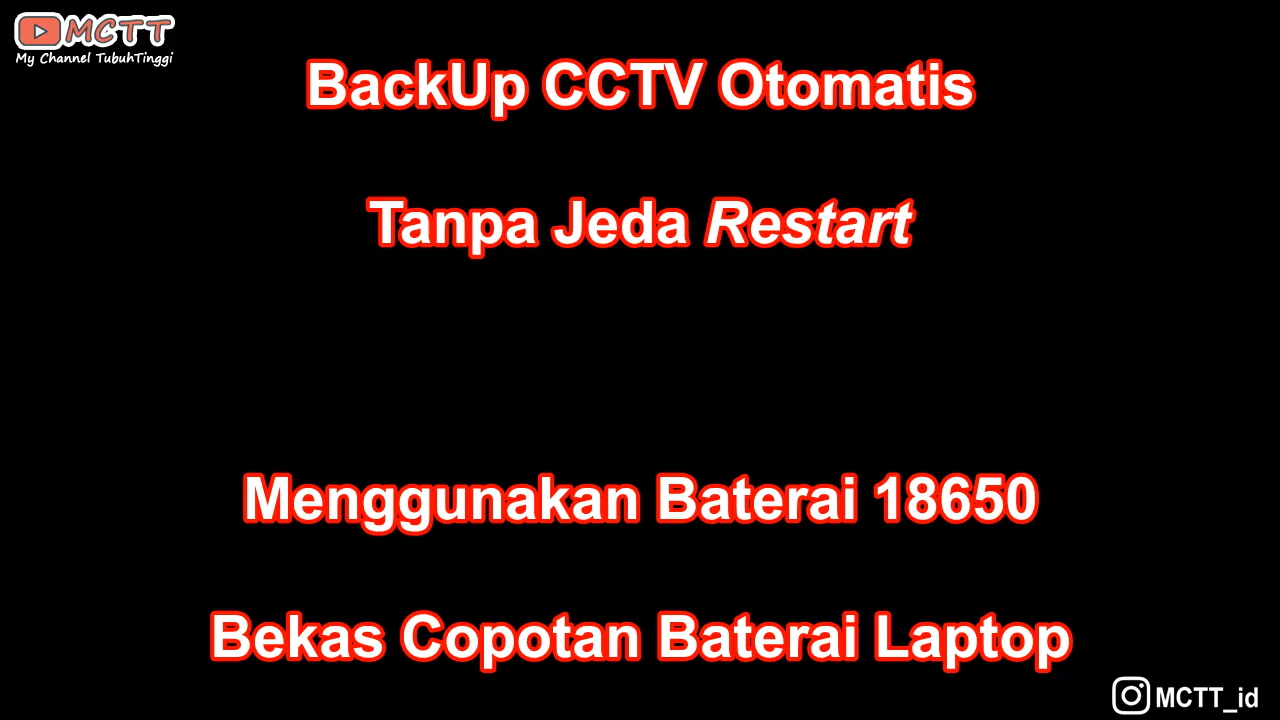 MCTT
My Channel TubuhTinggi
BackUp CCTV Otomatis
Tanpa Jeda Restart
Menggunakan Baterai 18650
Bekas Copotan Baterai Laptop
MCTT_id